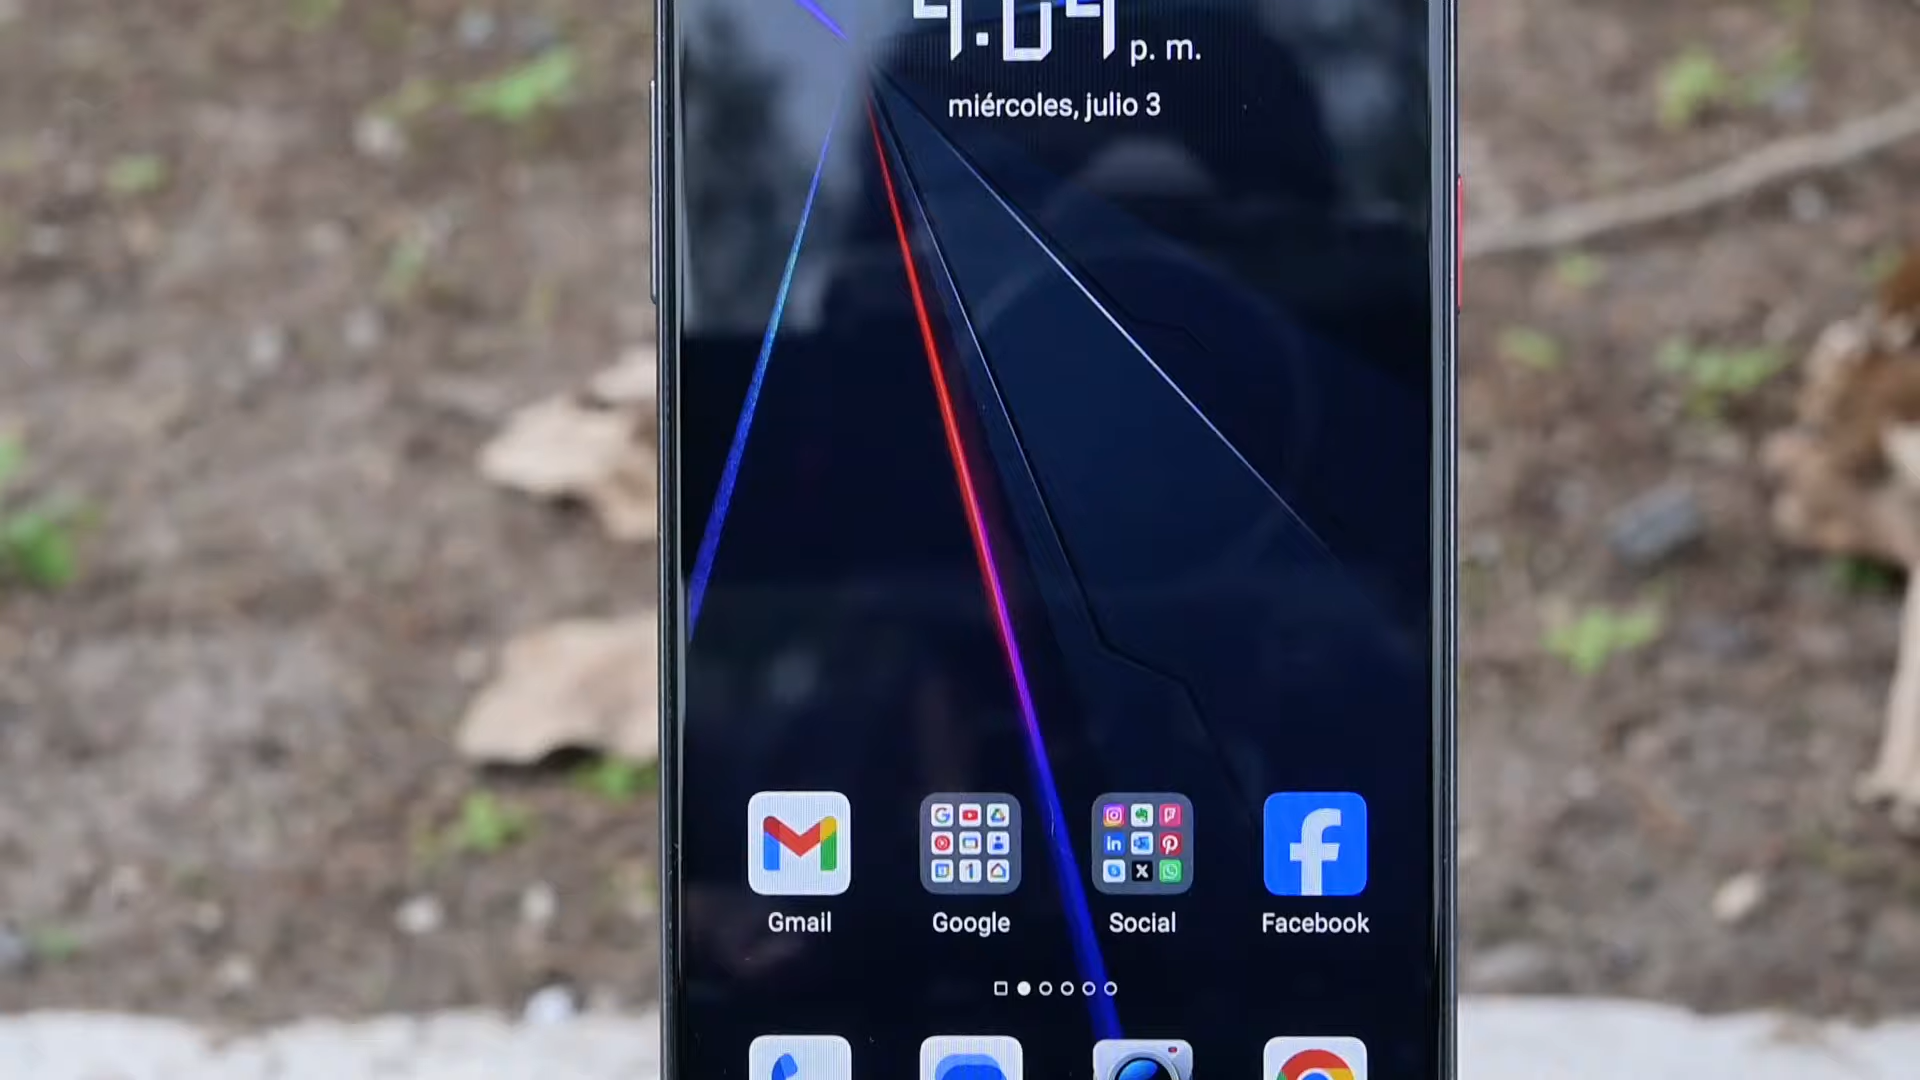 p. m.
miércoles, julio 3
Gmail
Google
Social
Facebook